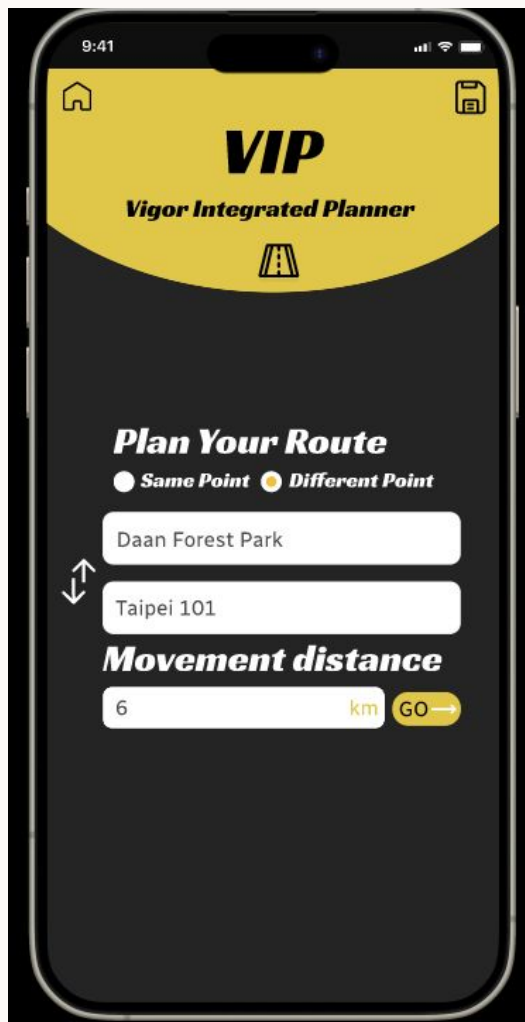 9:41
VIP
Vigor Integrated Planner
Plan Your Route
Same Point Different Point
Daan Forest Park
Taipei 101
Movement distance
6 km GO